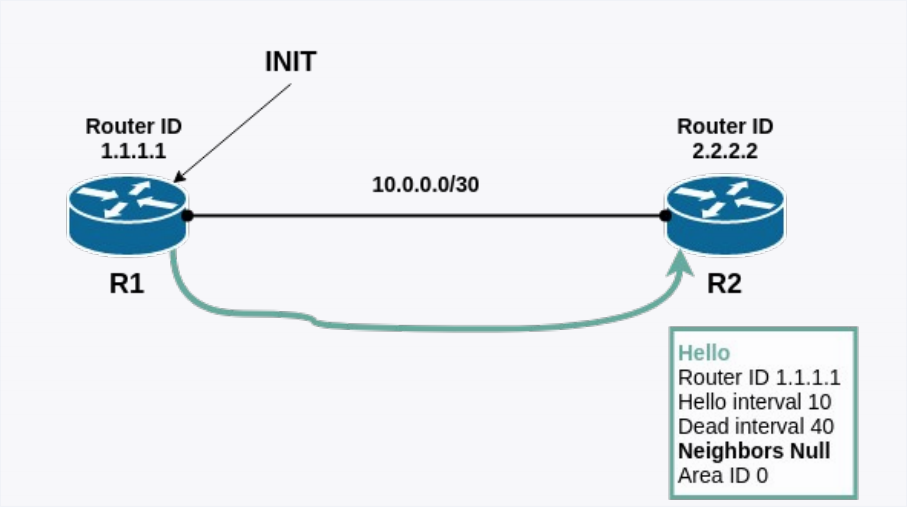 INIT
Router ID
1.1.1.1
Router ID
2.2.2.2
10.0.0.0/30
R1
R2
Hello
Router ID 1.1.1.1
Hello interval 10
Dead interval 40
Neighbors Null
Area ID 0